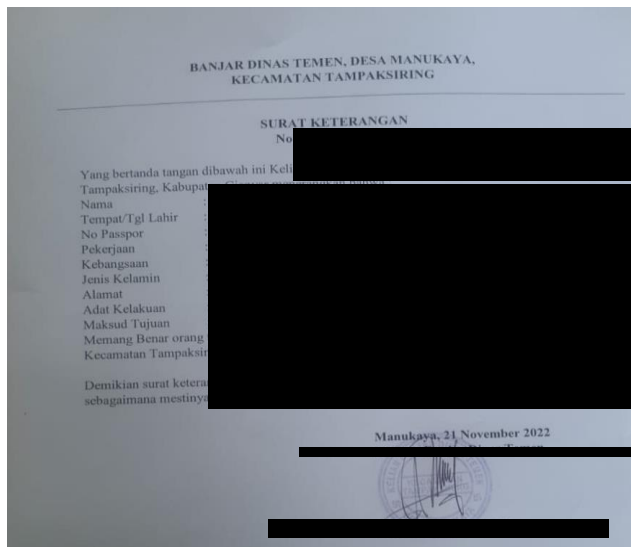 BANJAR DINAS TEMEN, DESA MANUKAYA,
KECAMATAN TAMPAKSIRING
SURAT KETERANGAN
No
Yang bertanda tangan dibawah ini Keli
Tampaksiring, Kabupat
Nama :
Tempat/Tgl Lahir :
No Passpor :
Pekerjaan :
Kebangsaan :
Jenis Kelamin :
Alamat :
Adat Kelakuan
Maksud Tujuan
Memang Benar orang
Kecamatan Tampaksir
Demikian surat ketera
sebagaimana mestinya
Manukaya, 21 November 2022